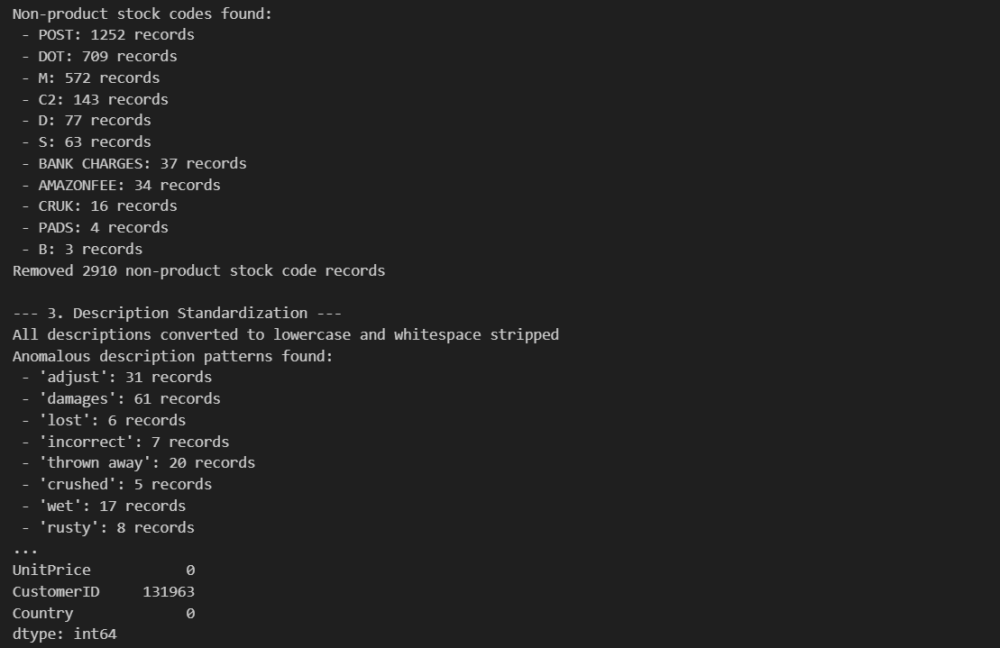 Non-product stock codes found:
- POST: 1252 records
- DOT: 709 records
- M: 572 records
- C2: 143 records
- D: 77 records
- S: 63 records
- BANK CHARGES: 37 records
- AMAZONFEE: 34 records
- CRUK: 16 records
- PADS: 4 records
- B: 3 records
Removed 2910 non-product stock code records
--- 3. Description Standardization ---
All descriptions converted to lowercase and whitespace stripped
Anomalous description patterns found:
- 'adjust': 31 records
- 'damages': 61 records
- 'lost': 6 records
- 'incorrect': 7 records
- 'thrown away': 20 records
- 'crushed': 5 records
- 'wet': 17 records
- 'rusty': 8 records
...
UnitPrice 0
CustomerID 131963
Country 0
dtype: int64